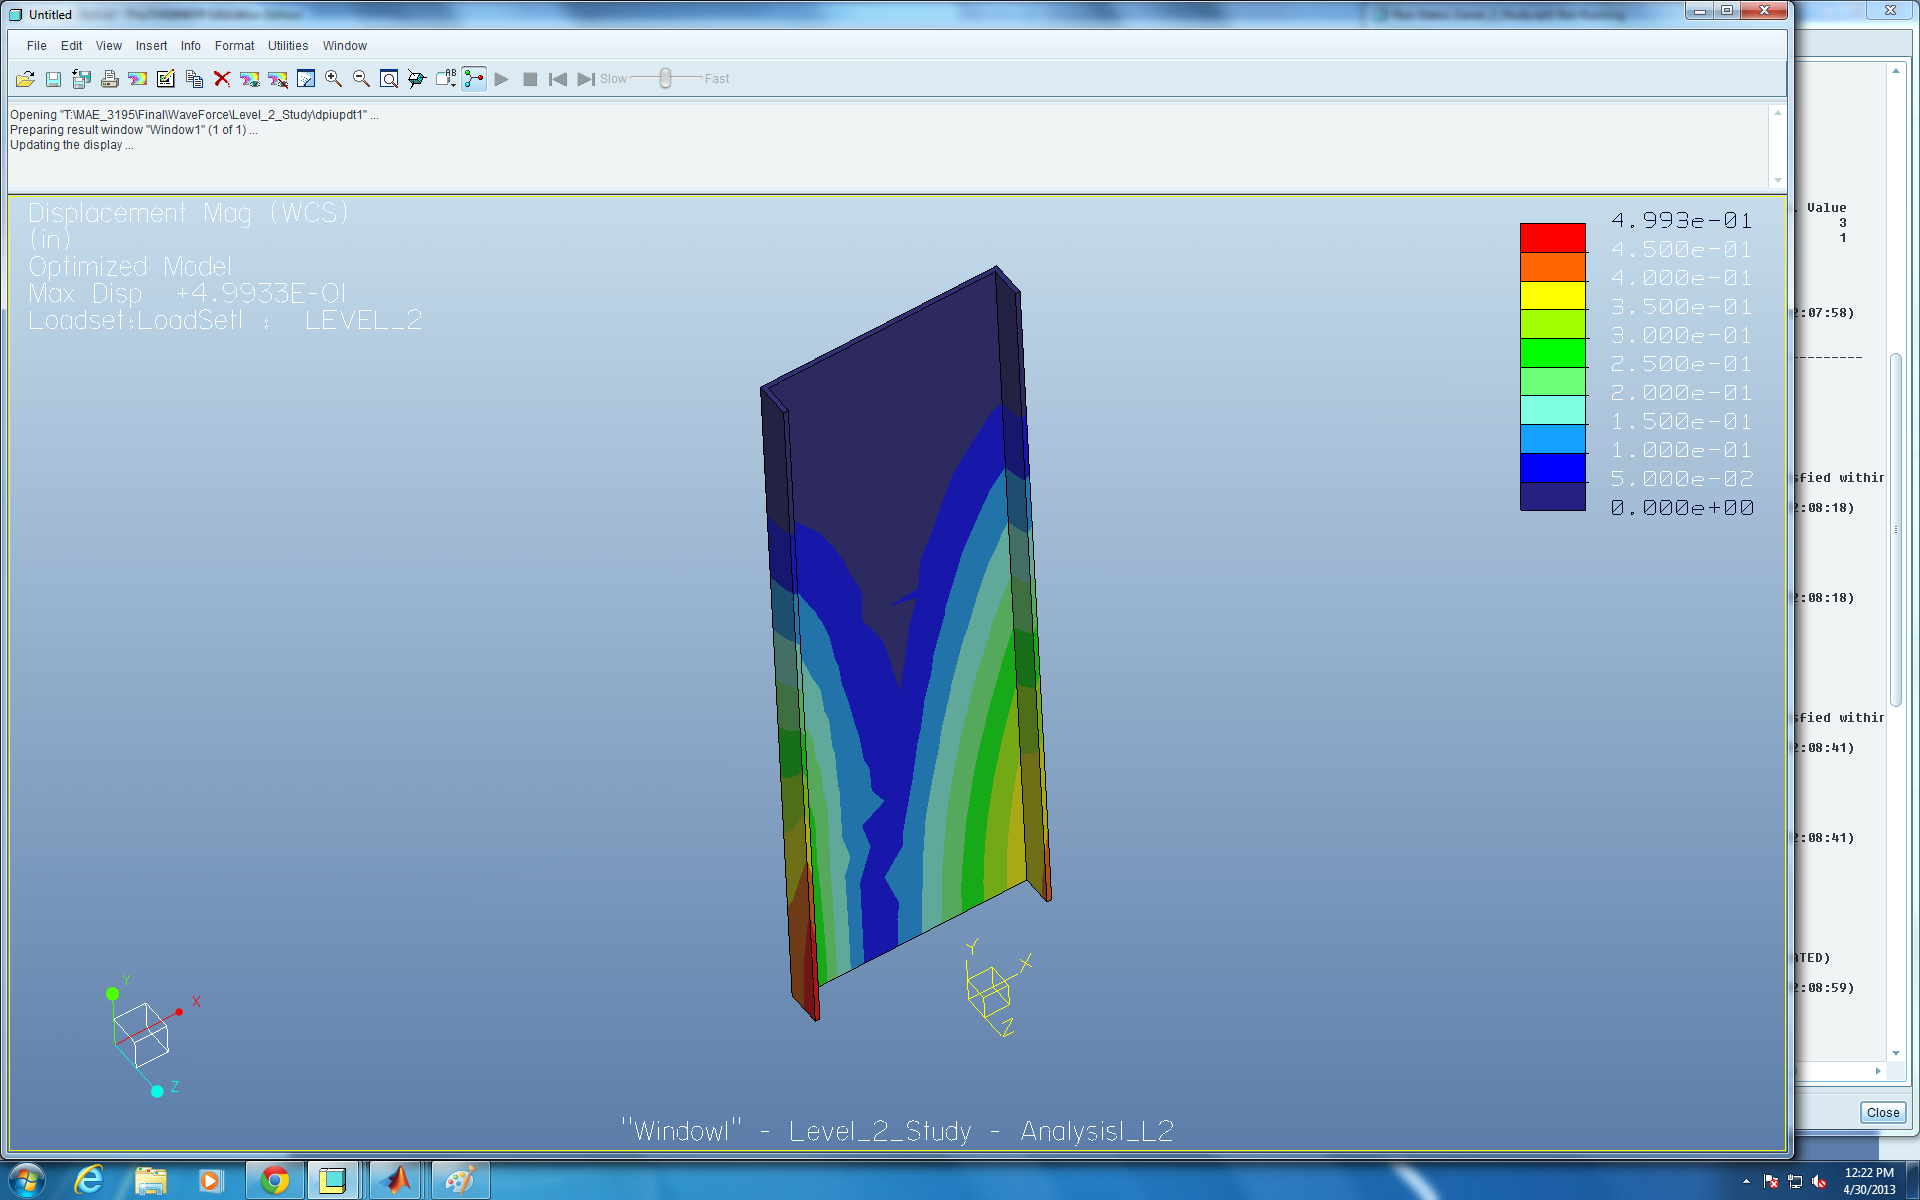 Untitled
File Edit View Insert Info Format Utilities Window
Slow Fast
Opening "T:\MAE_3195\Final\WaveForce\Level_2_Study\dpiupdt1" ...
Preparing result window "Window1" (1 of 1) ...
Updating the display ...
Displacement Mag (WCS)
(in)
Optimized Model
Max Disp +4.9933E-01
Loadset:LoadSet1 : LEVEL_2
4.993e-01
4.500e-01
4.000e-01
3.500e-01
3.000e-01
2.500e-01
2.000e-01
1.500e-01
1.000e-01
5.000e-02
0.000e+00
Y
X
Z
Y
X
Z
"Window1" - Level_2_Study - Analysis1_L2
Value
3
1
2:07:58)
----------
sfied within
2:08:18)
2:08:18)
sfied within
2:08:41)
2:08:41)
ATED)
2:08:59)
Close
12:22 PM
4/30/2013